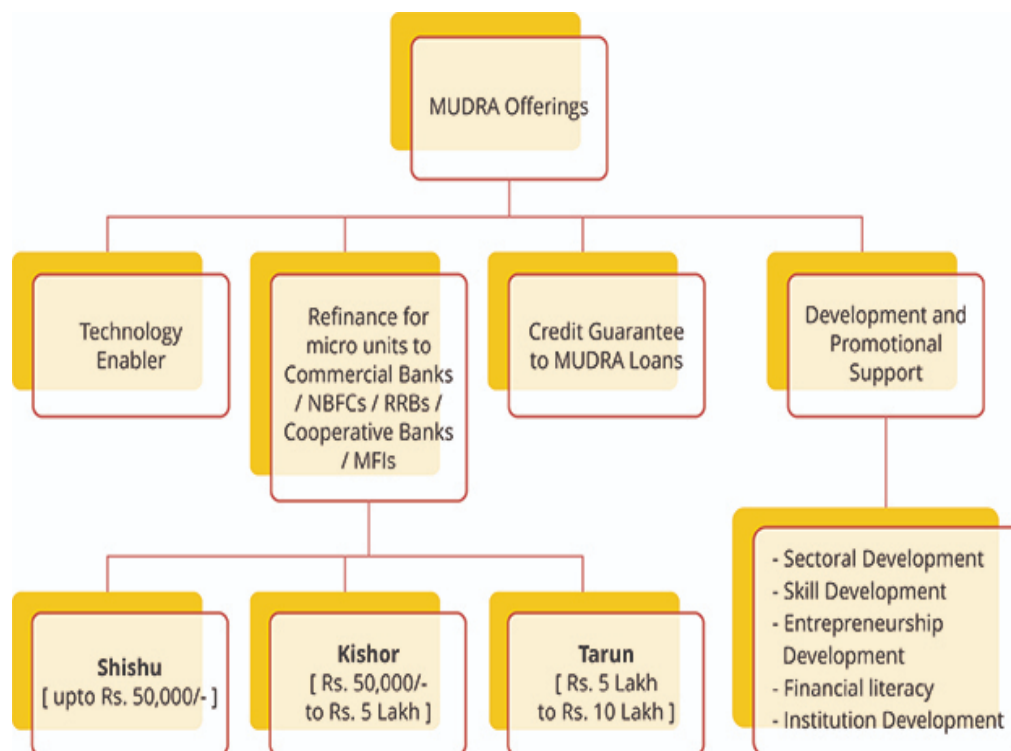 MUDRA Offerings
Technology
Enabler
Refinance for
micro units to
Commercial Banks
/ NBFCs / RRBs /
Cooperative Banks
/ MFIs
Credit Guarantee
to MUDRA Loans
Development and
Promotional
Support
Shishu
[ upto Rs. 50,000/- ]
Kishor
[ Rs. 50,000/-
to Rs. 5 Lakh ]
Tarun
[ Rs. 5 Lakh
to Rs. 10 Lakh ]
- Sectoral Development
- Skill Development
- Entrepreneurship
Development
- Financial literacy
- Institution Development